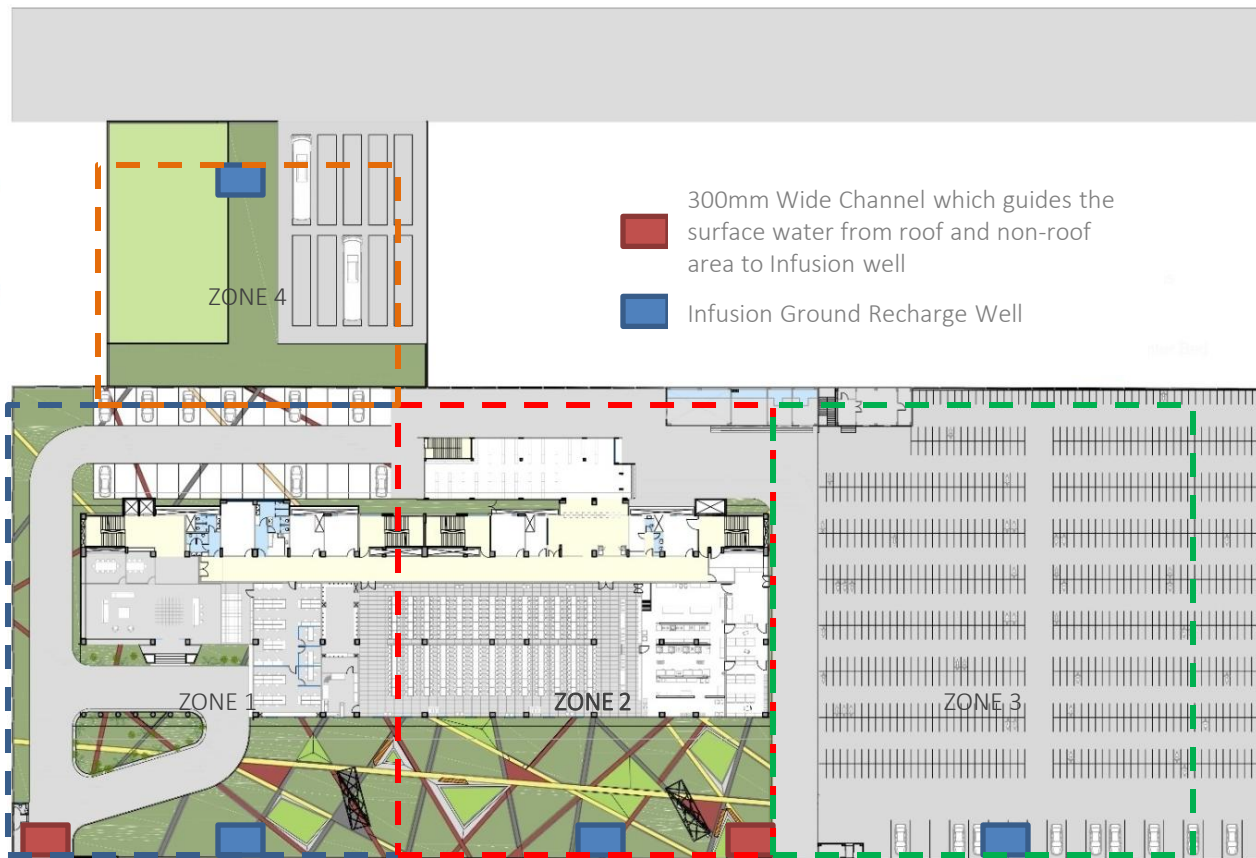 300mm Wide Channel which guides the
surface water from roof and non-roof
area to Infusion well
ZONE 4
Infusion Ground Recharge Well
ZONE 1
ZONE 2
ZONE 3